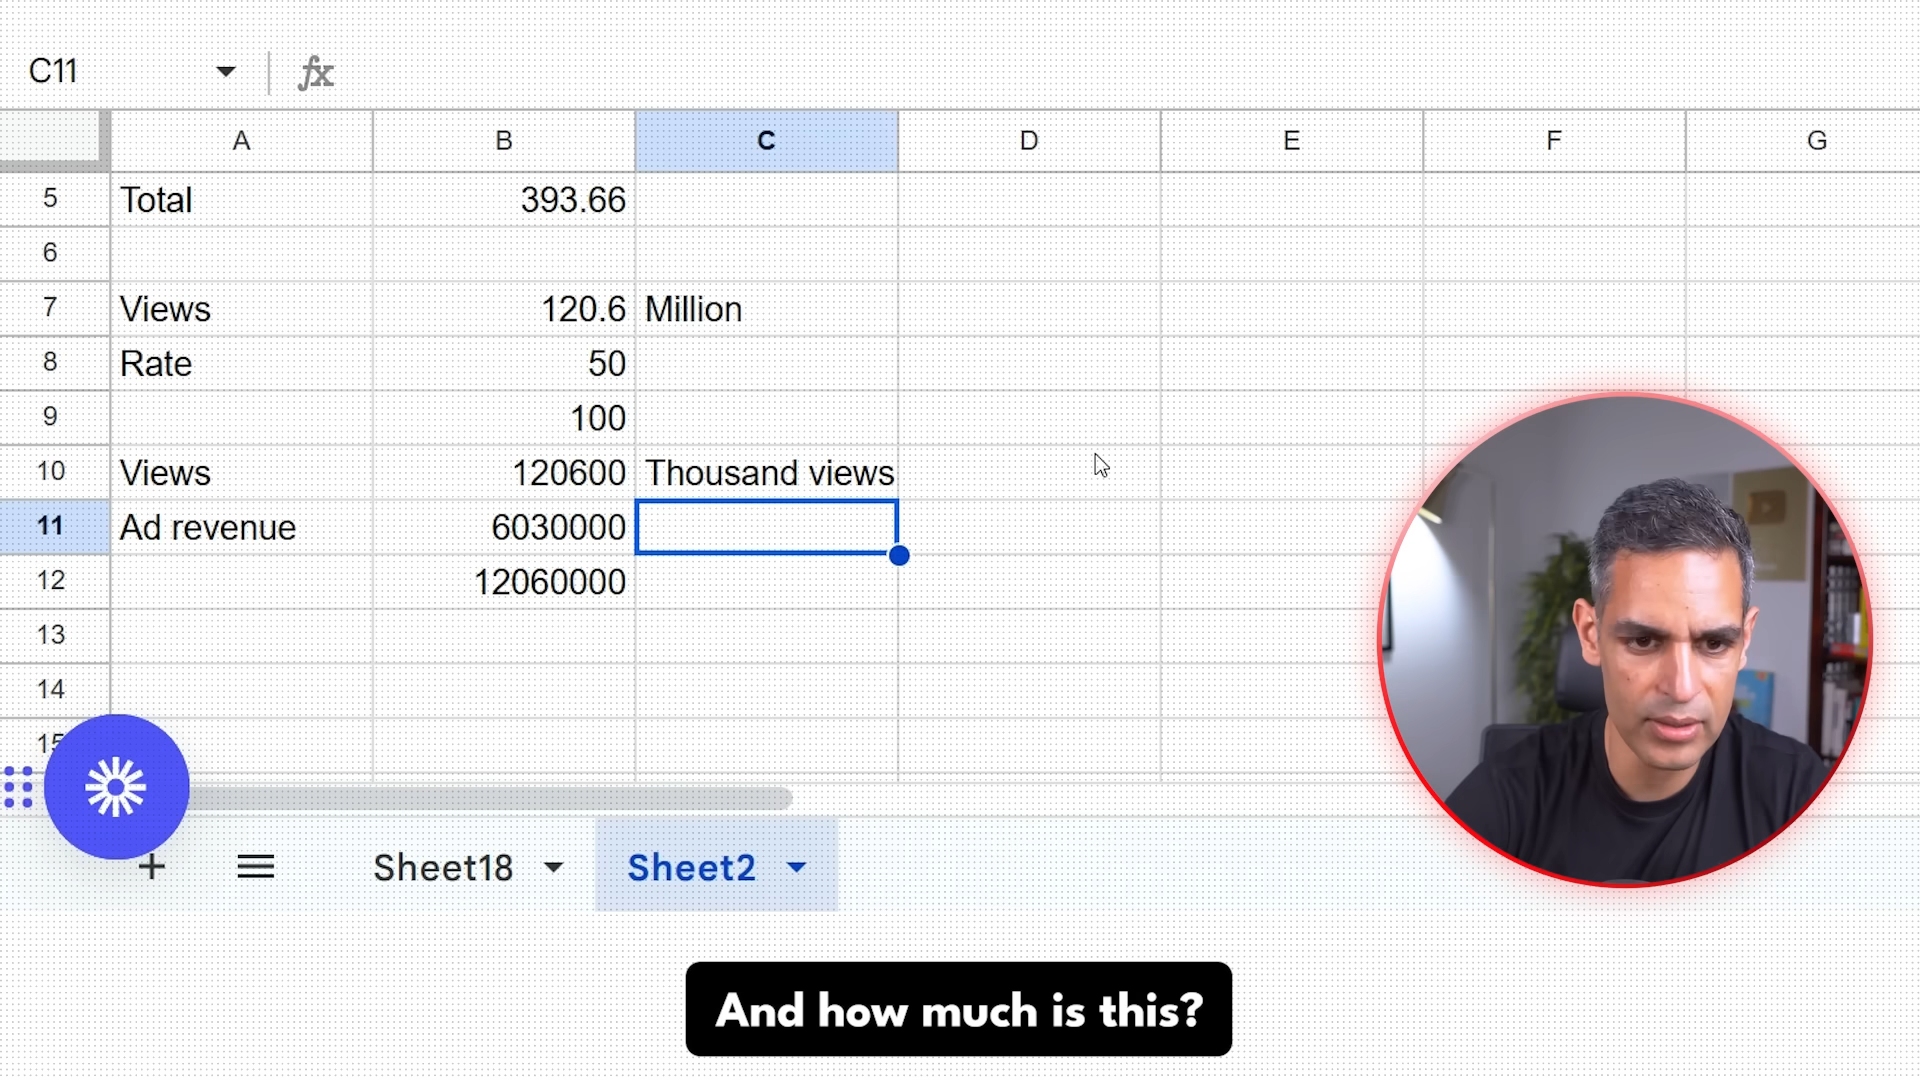 C11 fx
A B C D E F G
5 Total 393.66
6
7 Views 120.6 Million
8 Rate 50
9 100
10 Views 120600 Thousand views
11 Ad revenue 6030000
12 12060000
13
14
15
+ Sheet18 Sheet2
And how much is this?